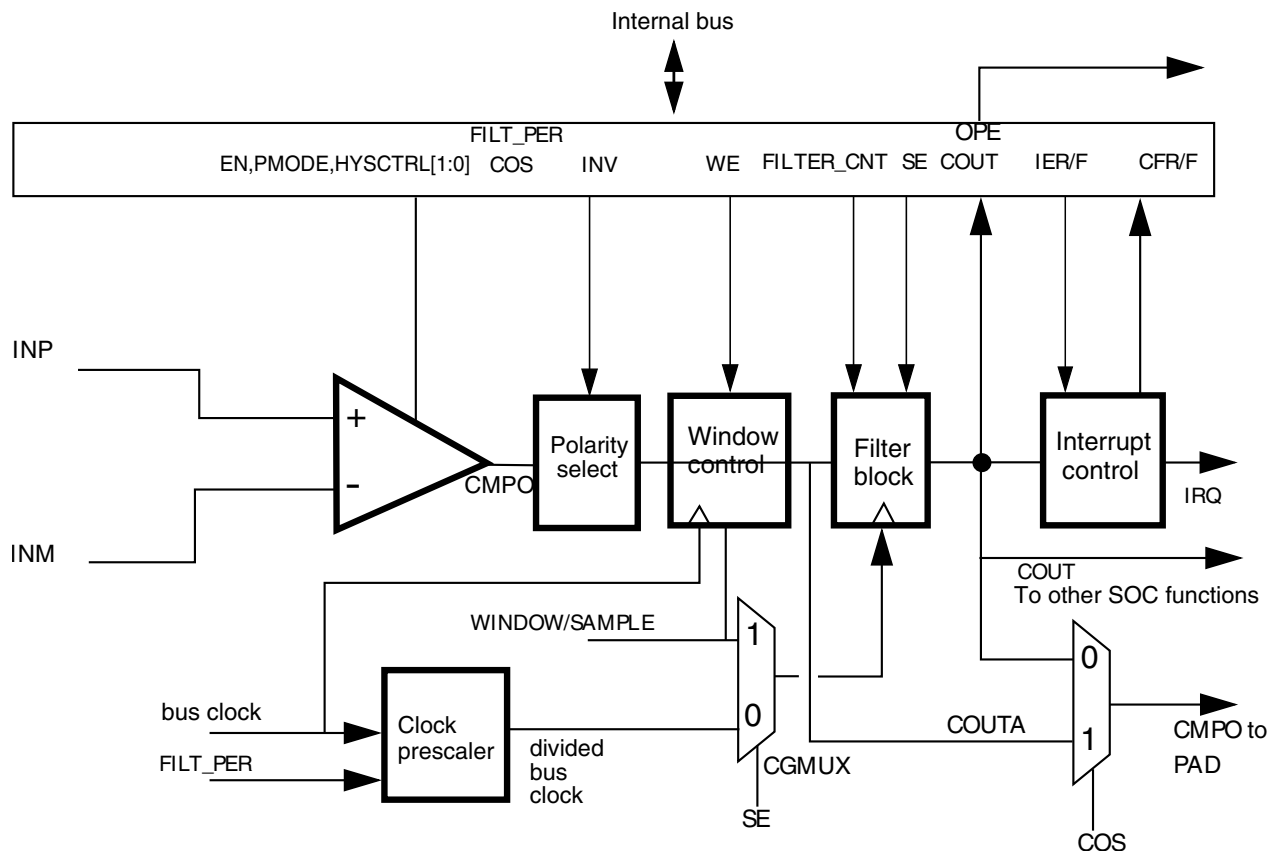 Internal bus
FILT_PER
OPE
EN,PMODE,HYSCTRL[1:0]
COS
INV
WE
FILTER_CNT
SE
COUT
IER/F
CFR/F
INP
+
-
INM
CMPO
Polarity
select
Window
control
Filter
block
Interrupt
control
IRQ
COUT
To other SOC functions
WINDOW/SAMPLE
1
0
CGMUX
SE
bus clock
FILT_PER
Clock
prescaler
divided
bus
clock
COUTA
0
1
CMPO to
PAD
COS